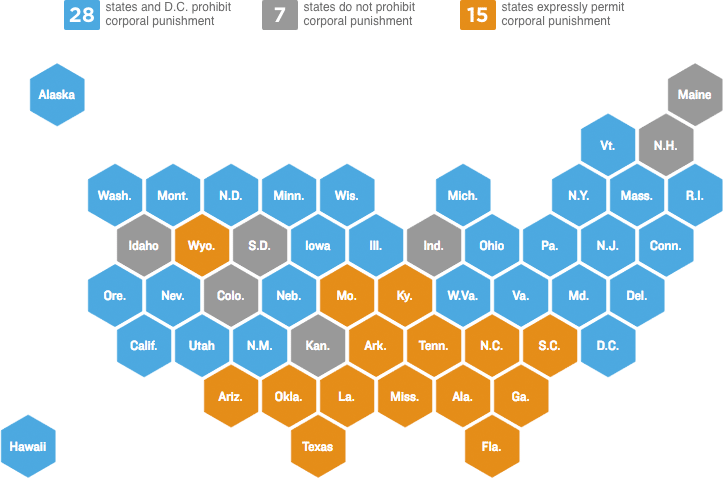 28 states and D.C. prohibit corporal punishment
7 states do not prohibit corporal punishment
15 states expressly permit corporal punishment
Alaska
Maine
Vt.
N.H.
Wash.
Mont.
N.D.
Minn.
Wis.
Mich.
N.Y.
Mass.
R.I.
Idaho
Wyo.
S.D.
Iowa
Ill.
Ind.
Ohio
Pa.
N.J.
Conn.
Ore.
Nev.
Colo.
Neb.
Mo.
Ky.
W.Va.
Va.
Md.
Del.
Calif.
Utah
N.M.
Kan.
Ark.
Tenn.
N.C.
S.C.
D.C.
Ariz.
Okla.
La.
Miss.
Ala.
Ga.
Hawaii
Texas
Fla.